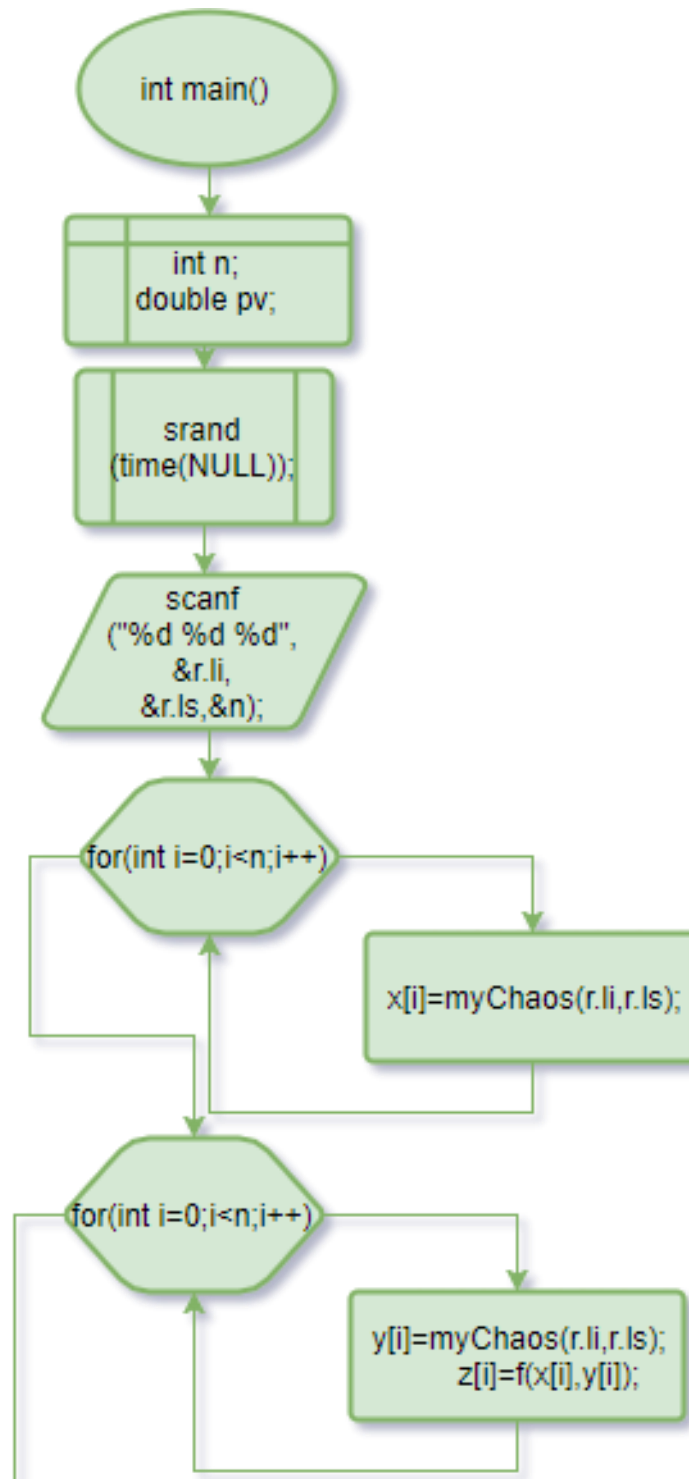 int main()
int n;
double pv;
srand
(time(NULL));
scanf
("%d %d %d",
&r.li,
&r.ls,&n);
for(int i=0;i<n;i++)
x[i]=myChaos(r.li,r.ls);
for(int i=0;i<n;i++)
y[i]=myChaos(r.li,r.ls);
z[i]=f(x[i],y[i]);